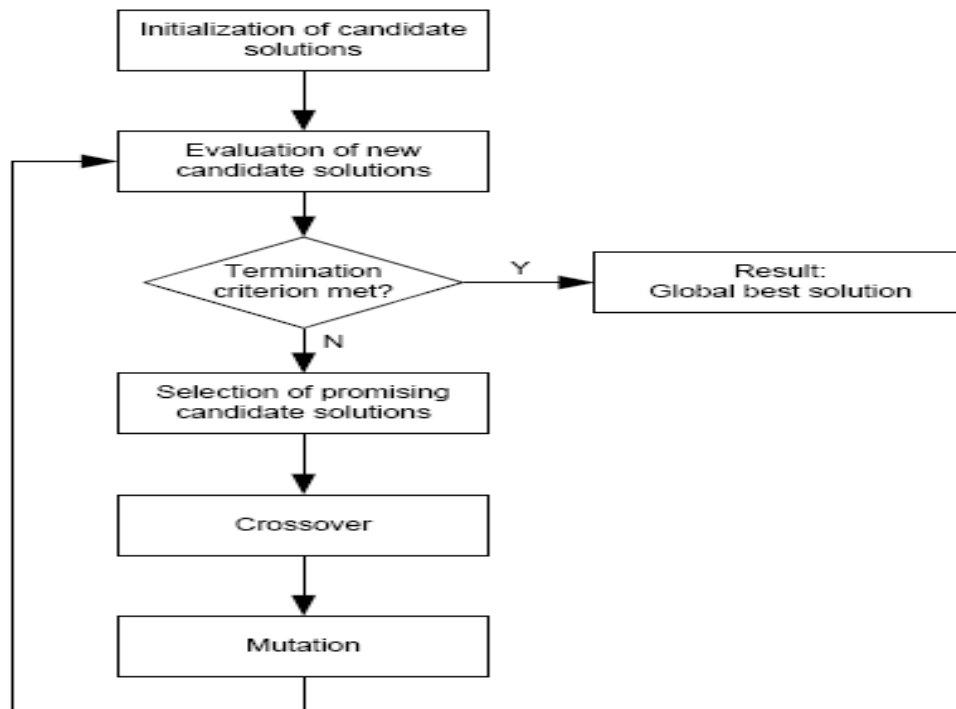 Initialization of candidate
solutions
Evaluation of new
candidate solutions
Termination
criterion met?
Y
Result:
Global best solution
N
Selection of promising
candidate solutions
Crossover
Mutation